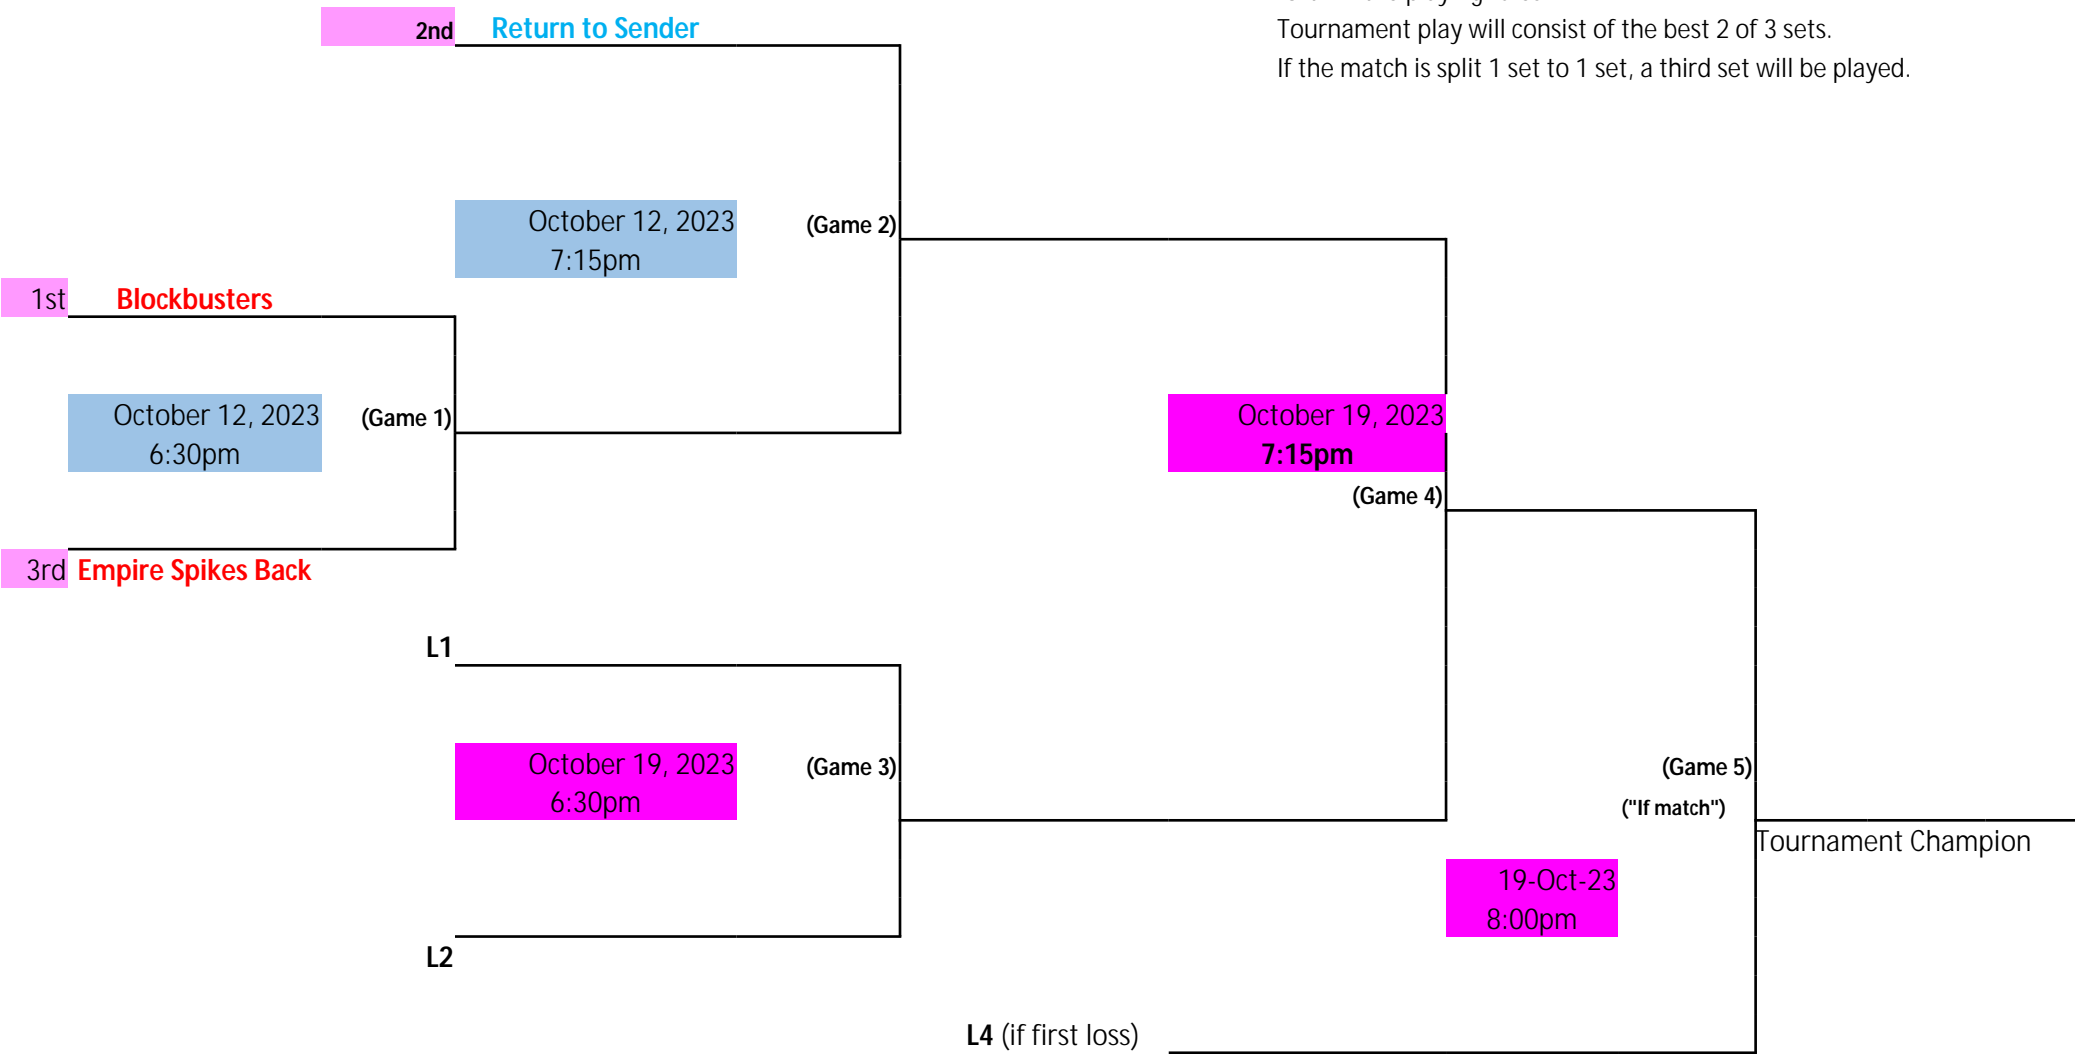 2nd Return to Sender
Tournament play will consist of the best 2 of 3 sets.
If the match is split 1 set to 1 set, a third set will be played.
October 12, 2023 (Game 2)
7:15pm
1st Blockbusters
October 12, 2023 (Game 1)
6:30pm
October 19, 2023
7:15pm
(Game 4)
3rd Empire Spikes Back
L1
October 19, 2023 (Game 3)
6:30pm
(Game 5)
("If match")
Tournament Champion
19-Oct-23
8:00pm
L2
L4 (if first loss)